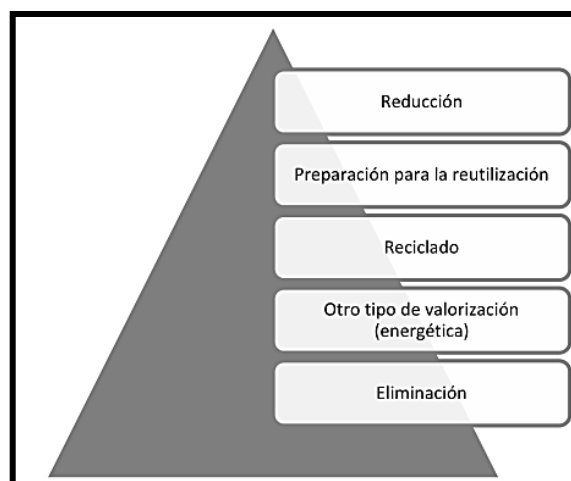 Reducción
Preparación para la reutilización
Reciclado
Otro tipo de valorización
(energética)
Eliminación